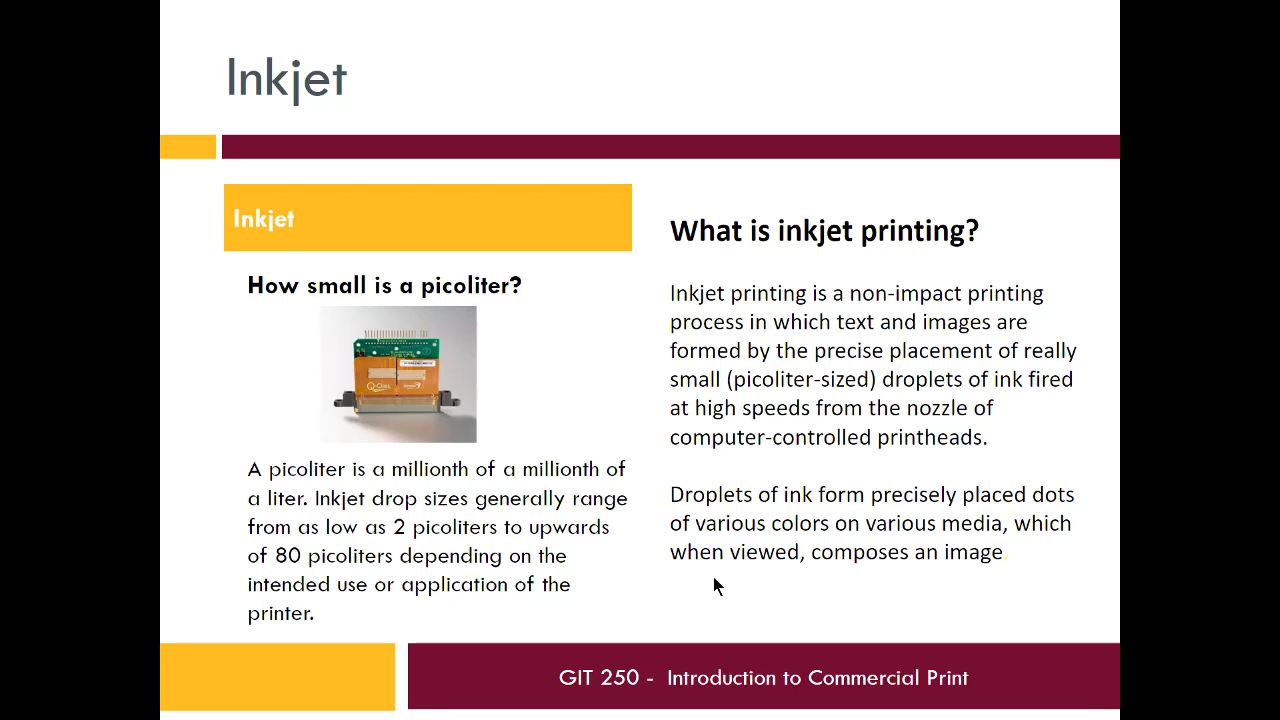 Inkjet
Inkjet
How small is a picoliter?
A picoliter is a millionth of a millionth of
a liter. Inkjet drop sizes generally range
from as low as 2 picoliters to upwards
of 80 picoliters depending on the
intended use or application of the
printer.
What is inkjet printing?
Inkjet printing is a non-impact printing
process in which text and images are
formed by the precise placement of really
small (picoliter-sized) droplets of ink fired
at high speeds from the nozzle of
computer-controlled printheads.
Droplets of ink form precisely placed dots
of various colors on various media, which
when viewed, composes an image.
GIT 250 - Introduction to Commercial Print